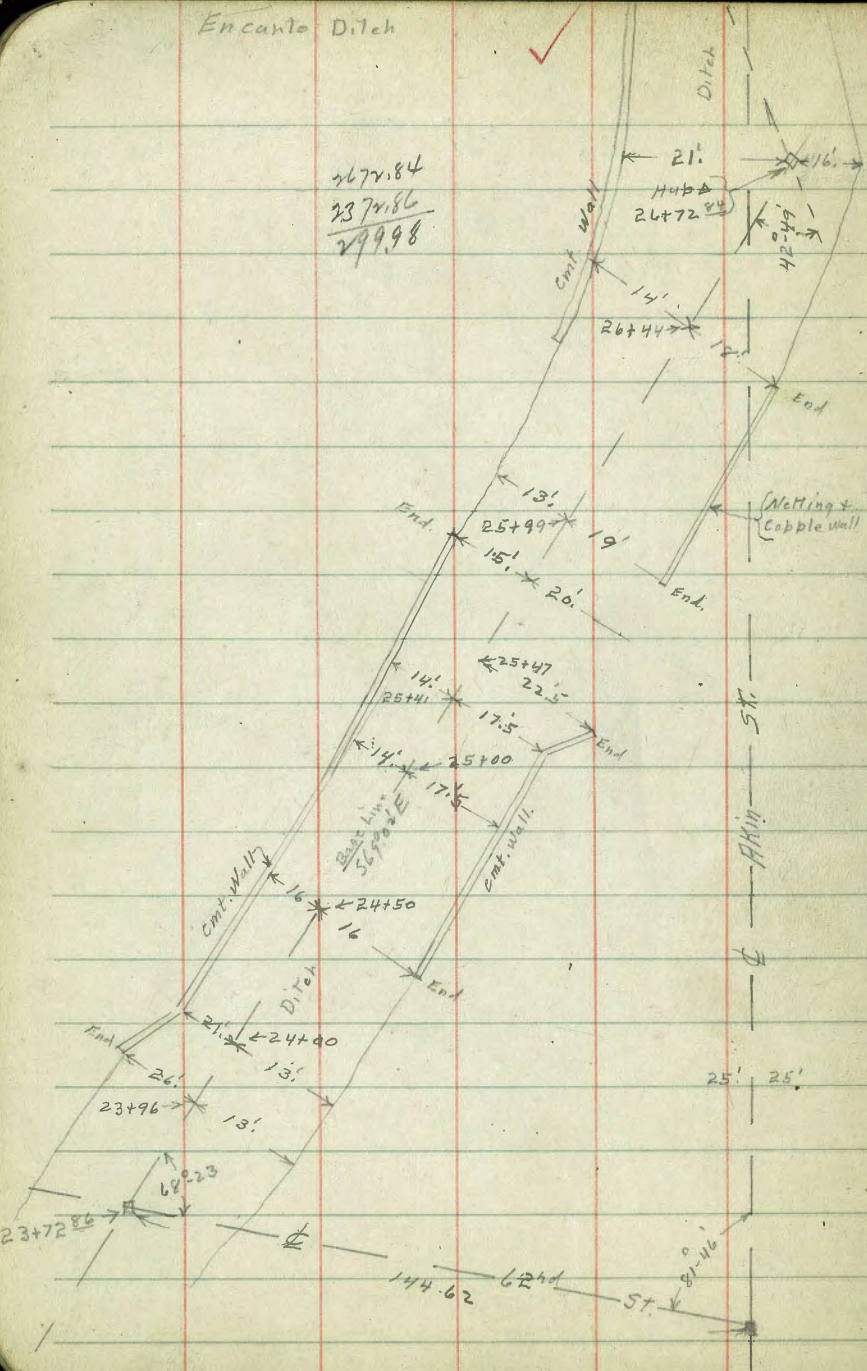 Encanto Ditch
Ditch
2672.84
2372.86
299.98
21'
16'
Hub Δ
26+72 84
42°-49'
Cmt. Wall
14'
26+44
18'
End
13'
End.
25+99
19'
(Netting &
Copple wall
15'
20'
End.
25+47
14'
22.5
25+41
17.5
End
14'
25+00
17.5
Base Line
S69°02'E
cmt. Wall.
Akin St.
Cmt. Wall
16
24+50
16
℄
Ditch
End
End
21'
24+00
26'
13'
25' 25'
23+96
13'
68°-23
23+72 86
℄
81°-46'
144.62
62nd St.